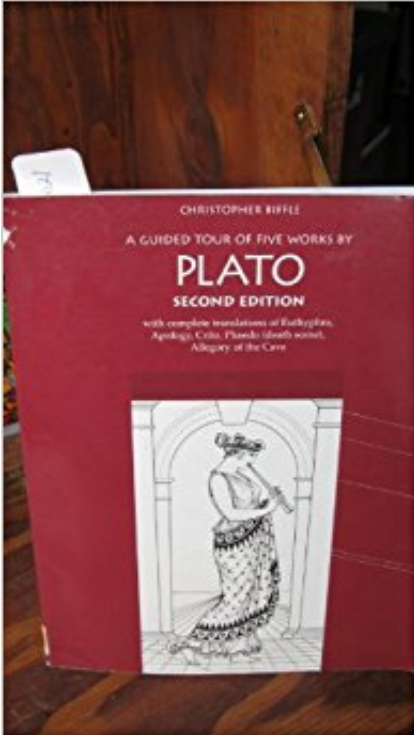 CHRISTOPHER BIFFLE
A GUIDED TOUR OF FIVE WORKS BY
PLATO
SECOND EDITION
with complete translations of Euthyphro,
Apology, Crito, Phaedo (death scene),
Allegory of the Cave